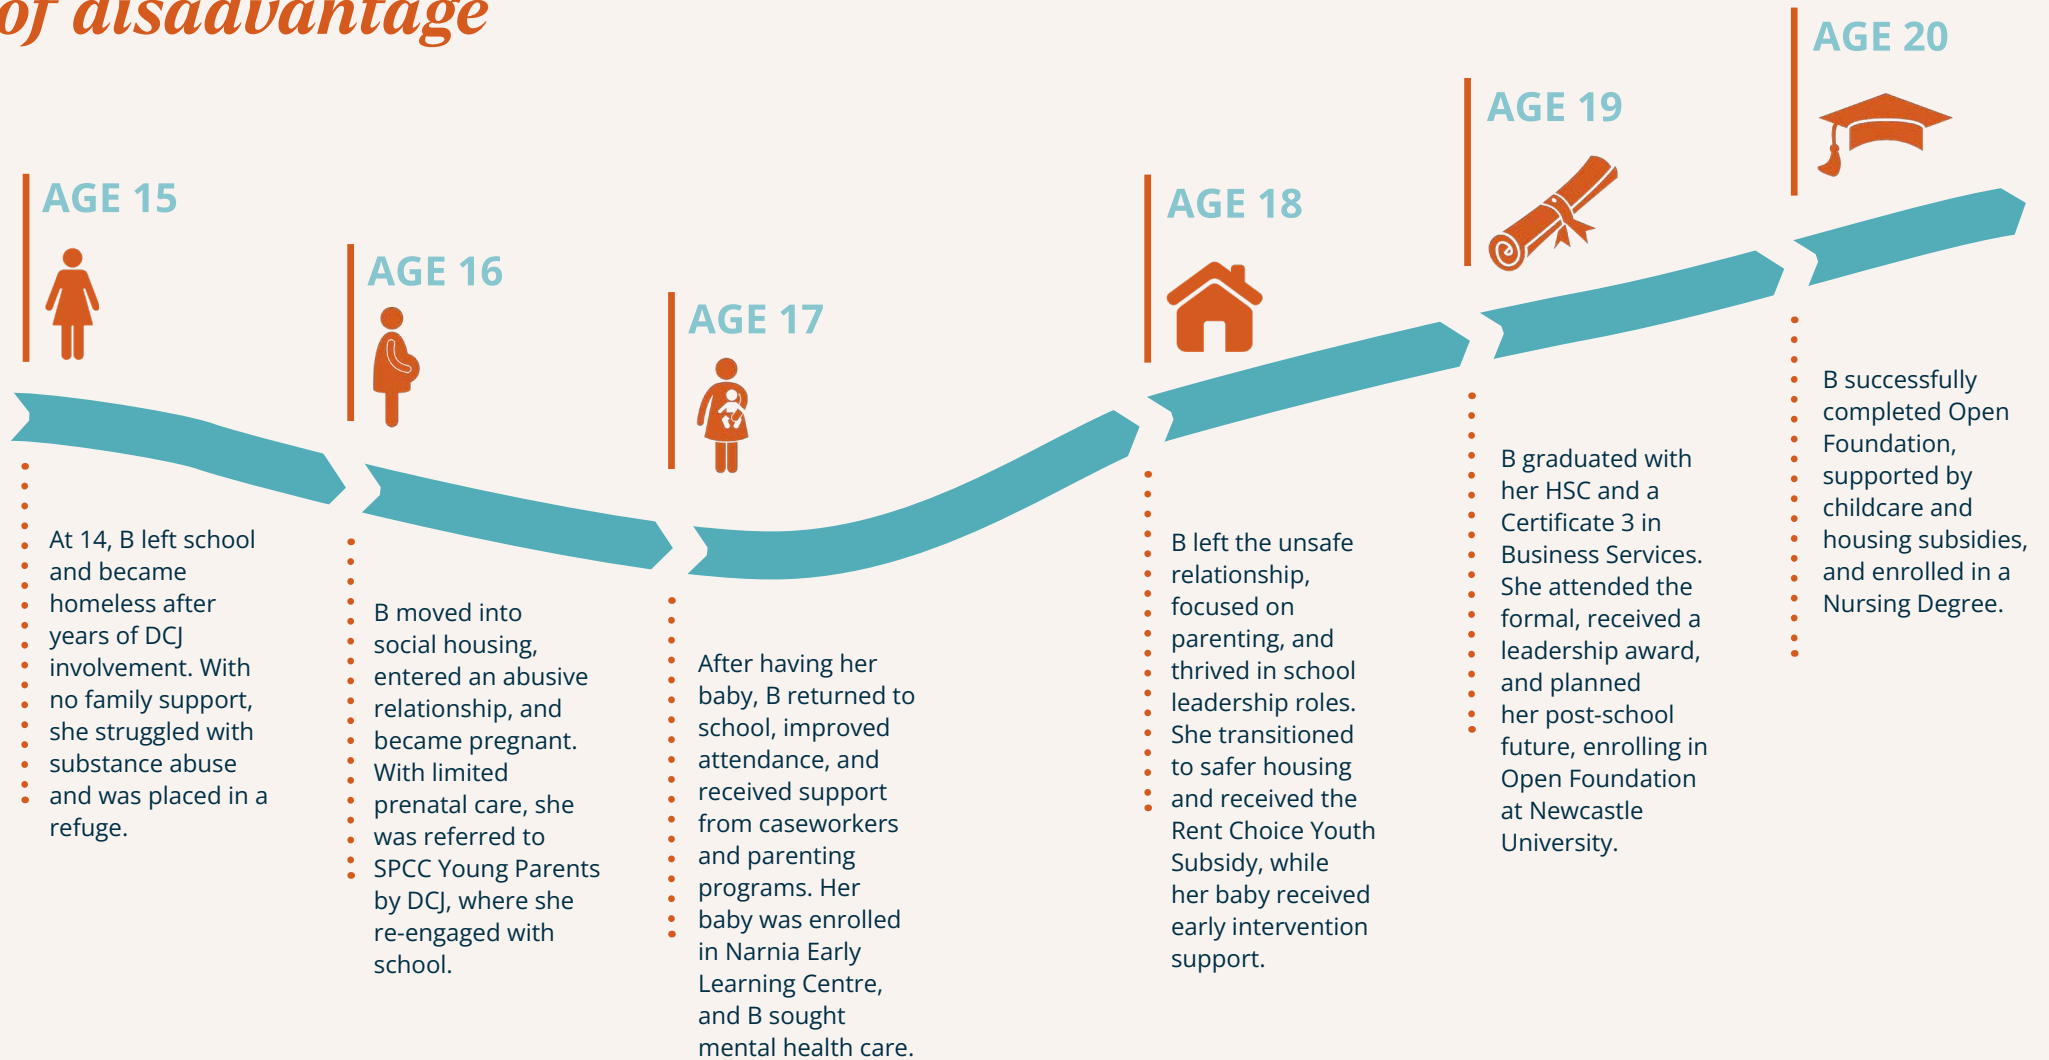 of disadvantage
AGE 15
At 14, B left school
and became
homeless after
years of DCJ
involvement. With
no family support,
she struggled with
substance abuse
and was placed in a
refuge.
AGE 16
B moved into
social housing,
entered an abusive
relationship, and
became pregnant.
With limited
prenatal care, she
was referred to
SPCC Young Parents
by DCJ, where she
re-engaged with
school.
AGE 17
After having her
baby, B returned to
school, improved
attendance, and
received support
from caseworkers
and parenting
programs. Her
baby was enrolled
in Narnia Early
Learning Centre,
and B sought
mental health care.
AGE 18
B left the unsafe
relationship,
focused on
parenting, and
thrived in school
leadership roles.
She transitioned
to safer housing
and received the
Rent Choice Youth
Subsidy, while
her baby received
early intervention
support.
AGE 19
B graduated with
her HSC and a
Certificate 3 in
Business Services.
She attended the
formal, received a
leadership award,
and planned
her post-school
future, enrolling in
Open Foundation
at Newcastle
University.
AGE 20
B successfully
completed Open
Foundation,
supported by
childcare and
housing subsidies,
and enrolled in a
Nursing Degree.